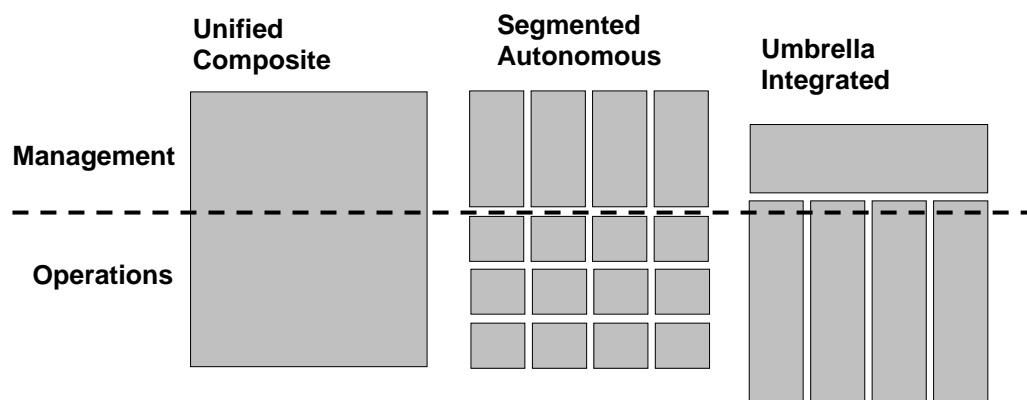 Unified
Composite
Segmented
Autonomous
Umbrella
Integrated
Management
Operations